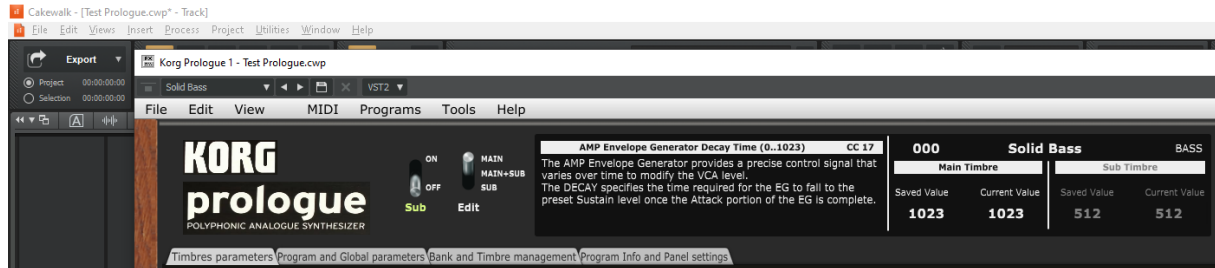 Cakewalk - [Test Prologue.cwp* - Track]
File Edit Views Insert Process Project Utilities Window Help
Export
Project 00:00:00:00
Selection 00:00:00:00
Korg Prologue 1 - Test Prologue.cwp
Solid Bass VST2
File Edit View MIDI Programs Tools Help
KORG
prologue
POLYPHONIC ANALOGUE SYNTHESIZER
ON
OFF
Sub
MAIN
MAIN+SUB
SUB
Edit
AMP Envelope Generator Decay Time (0..1023) CC 17
The AMP Envelope Generator provides a precise control signal that
varies over time to modify the VCA level.
The DECAY specifies the time required for the EG to fall to the
preset Sustain level once the Attack portion of the EG is complete.
000 Solid Bass BASS
Main Timbre Sub Timbre
Saved Value Current Value Saved Value Current Value
1023 1023 512 512
Timbres parameters Program and Global parameters Bank and Timbre management Program Info and Panel settings